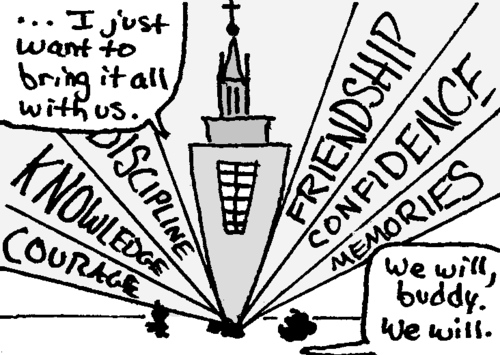 ... I just
want to
bring it all
with us.
DISCIPLINE
KNOWLEDGE
COURAGE
FRIENDSHIP
CONFIDENCE
MEMORIES
We will,
buddy.
We will.